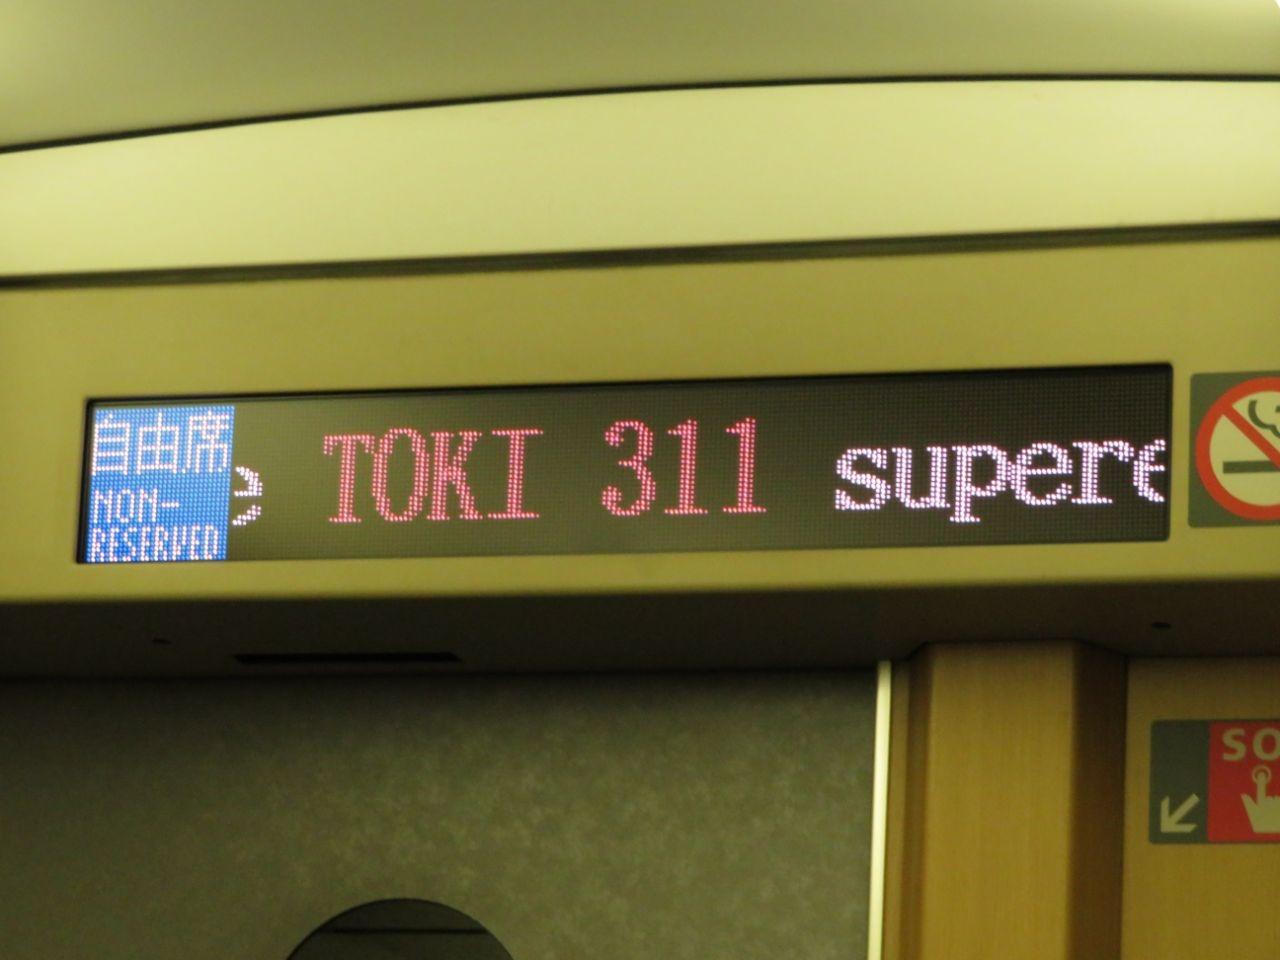 自由席
NON-
RESERVED
e TOKI 311 supere
SO